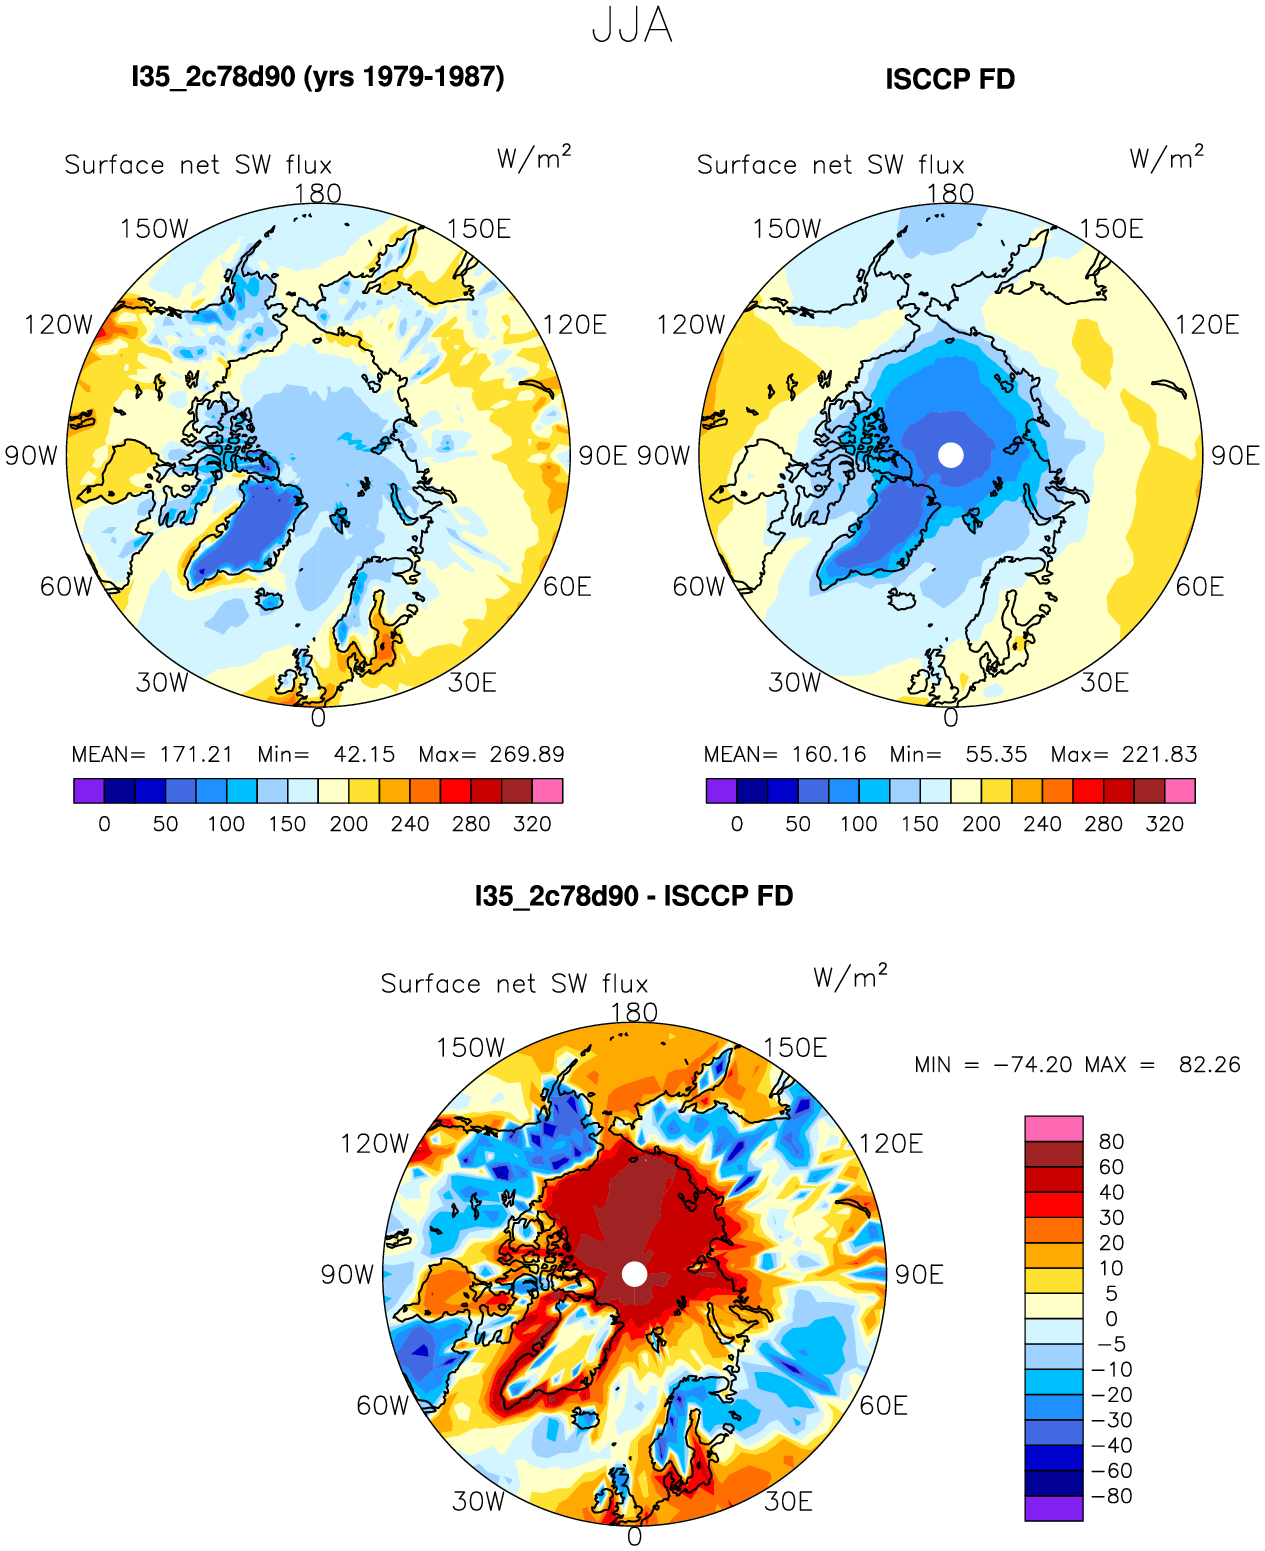 JJA
I35_2c78d90 (yrs 1979-1987)
ISCCP FD
Surface net SW flux W/m²
180
150W 150E
120W 120E
90W 90E
60W 60E
30W 30E
0
MEAN= 171.21 Min= 42.15 Max= 269.89
0 50 100 150 200 240 280 320
Surface net SW flux W/m²
180
150W 150E
120W 120E
90W 90E
60W 60E
30W 30E
0
MEAN= 160.16 Min= 55.35 Max= 221.83
0 50 100 150 200 240 280 320
I35_2c78d90 - ISCCP FD
Surface net SW flux W/m²
180
150W 150E
120W 120E
90W 90E
60W 60E
30W 30E
0
MIN = −74.20 MAX = 82.26
80
60
40
30
20
10
5
0
−5
−10
−20
−30
−40
−60
−80